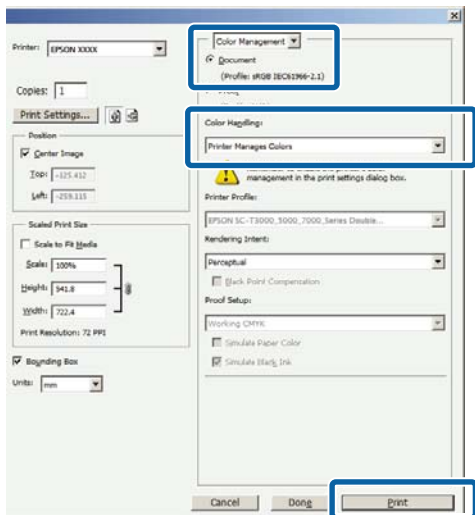 Printer: EPSON XXXX
Copies: 1
Print Settings...
Position
Center Image
Top: -125.412
Left: -259.115
Scaled Print Size
Scale to Fit Media
Scale: 100%
Height: 541.8
Width: 722.4
Print Resolution: 72 PPI
Bounding Box
Units: mm
Color Management
Document
(Profile: sRGB IEC61966-2.1)
Color Handling:
Printer Manages Colors
management in the print settings dialog box.
Printer Profile:
EPSON SC-T3000_5000_7000_Series Double...
Rendering Intent:
Perceptual
Black Point Compensation
Proof Setup:
Working CMYK
Simulate Paper Color
Simulate Black Ink
Cancel
Done
Print